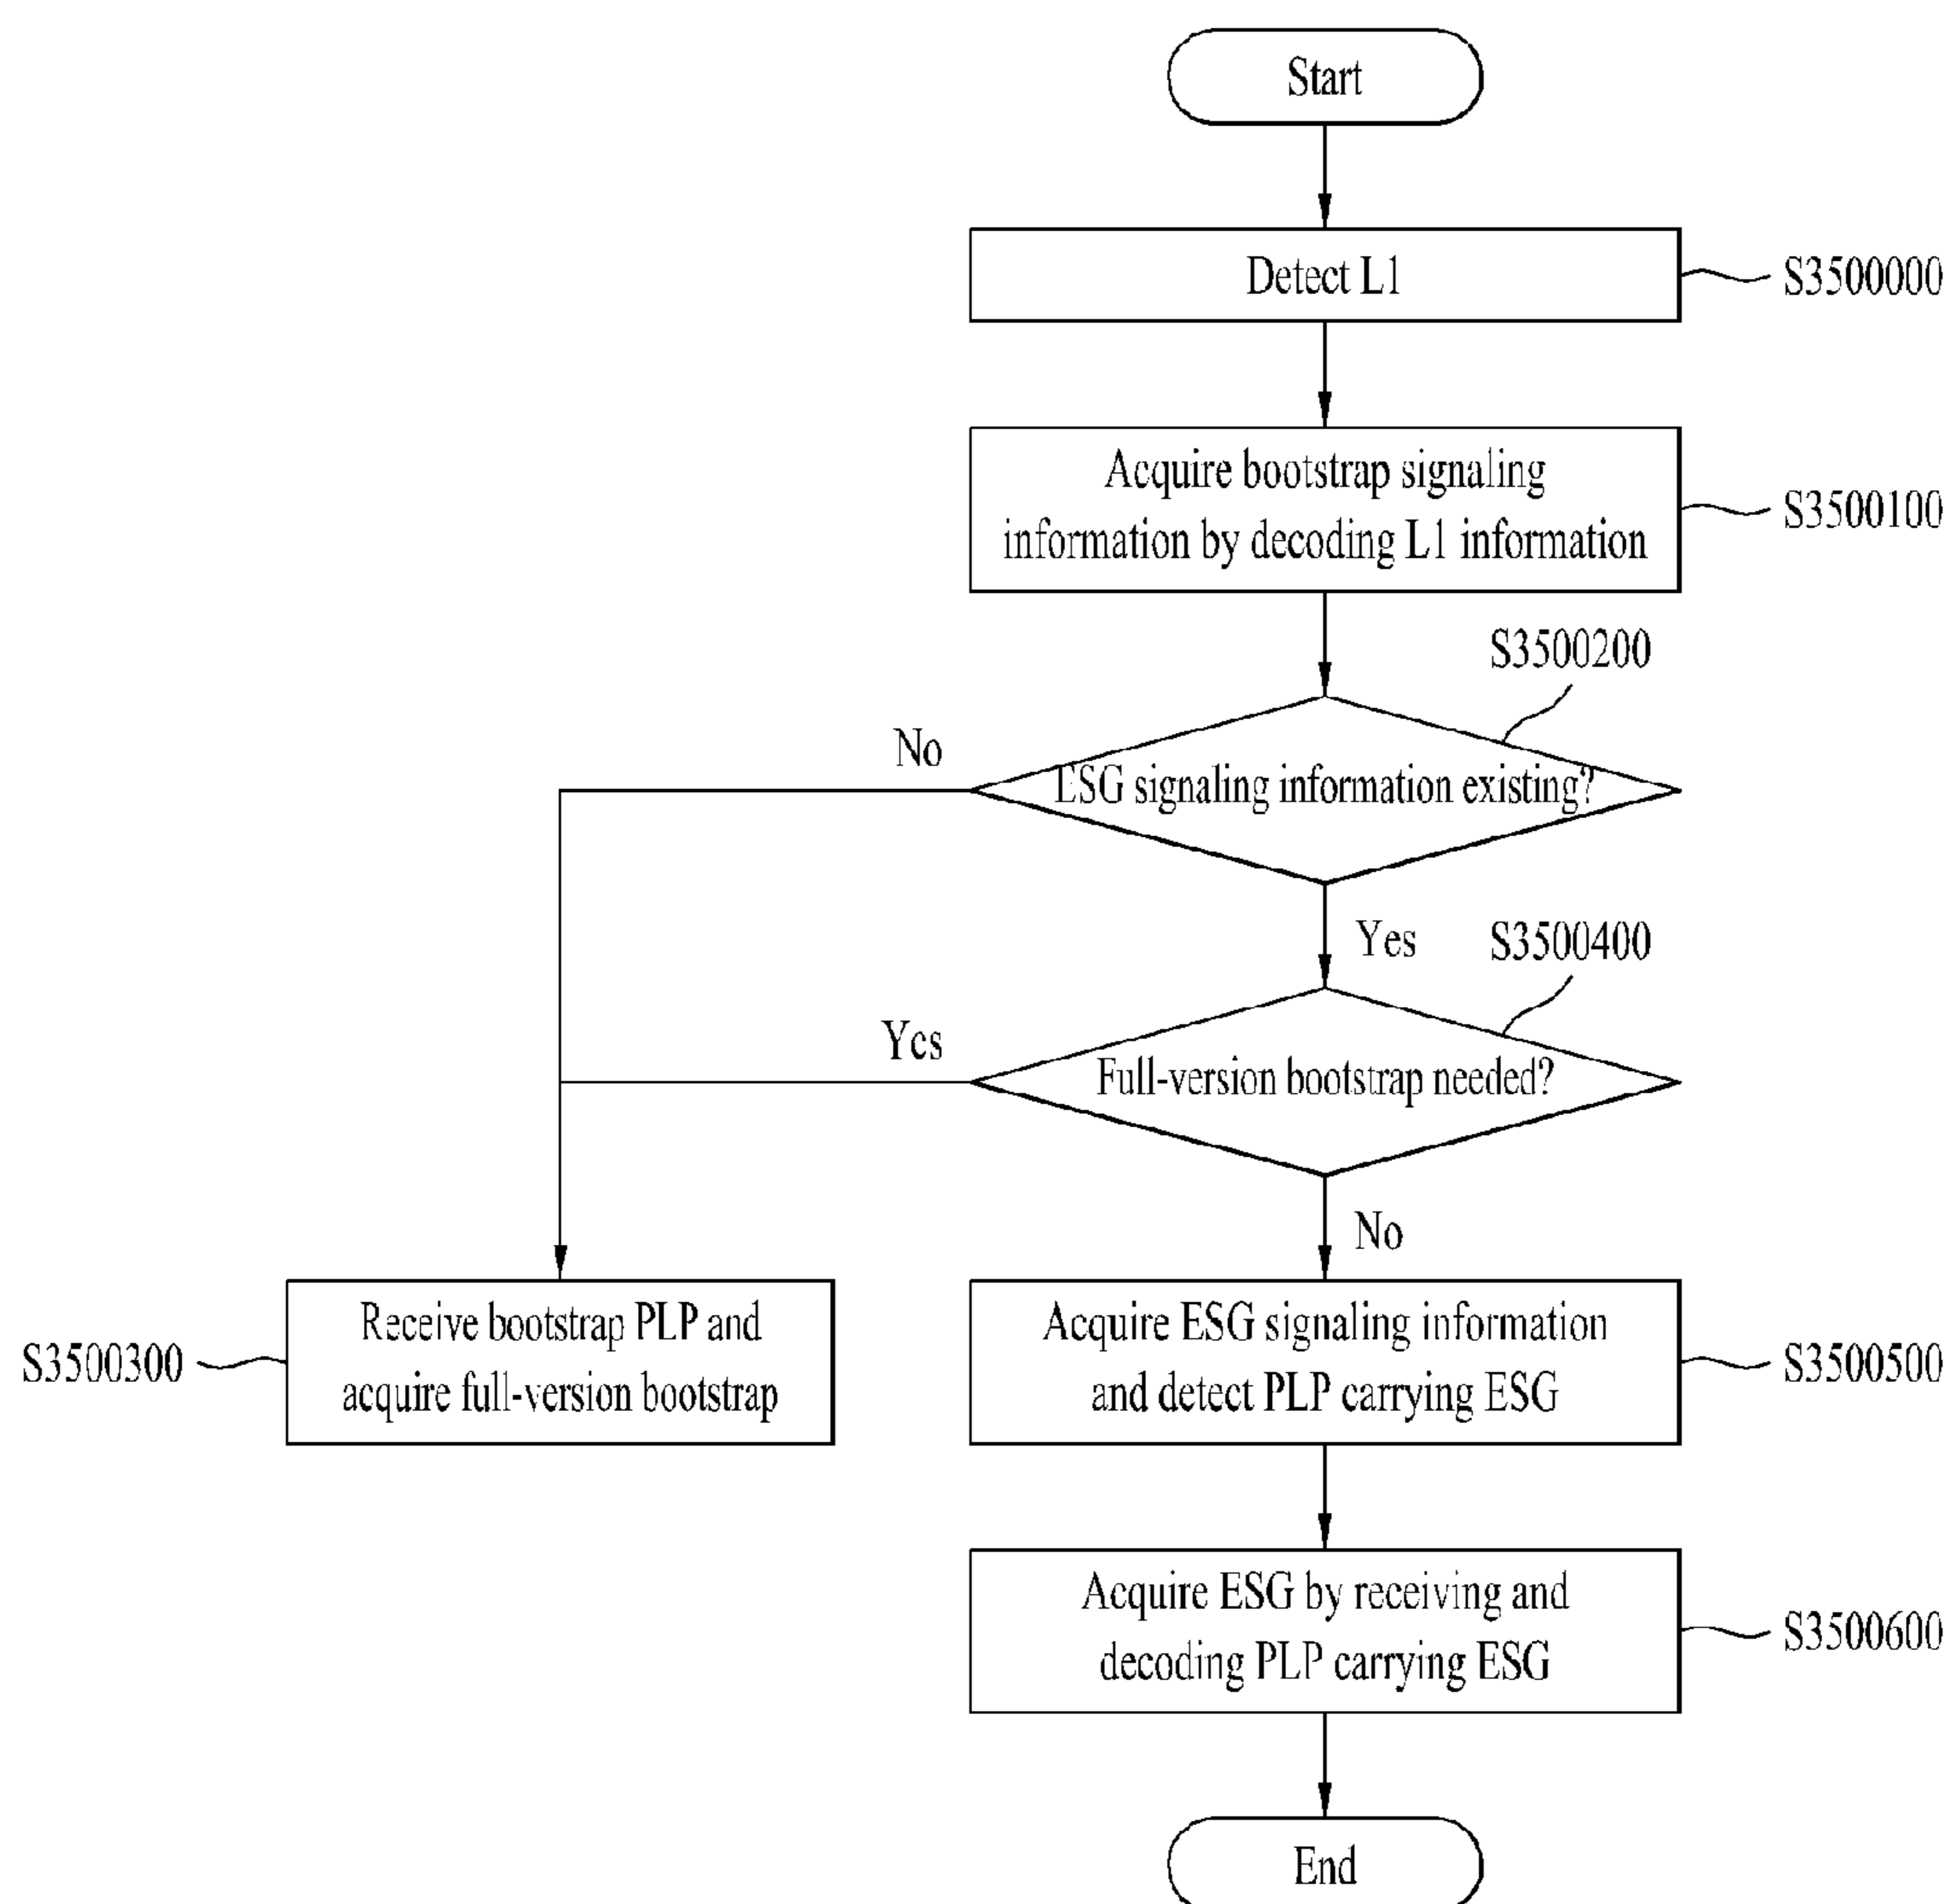 Start
Detect L1
S3500000
Acquire bootstrap signaling
information by decoding L1 information
S3500100
S3500200
No
ESG signaling information existing?
Yes
S3500400
Yes
Full-version bootstrap needed?
No
S3500300
Receive bootstrap PLP and
acquire full-version bootstrap
Acquire ESG signaling information
and detect PLP carrying ESG
S3500500
Acquire ESG by receiving and
decoding PLP carrying ESG
S3500600
End